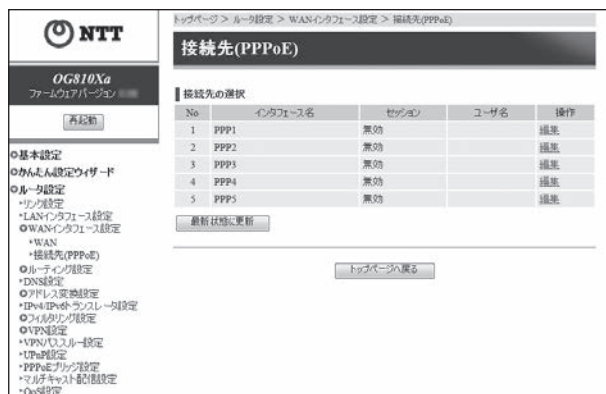 NTT
OG810Xa
ファームウェアバージョン
再起動
基本設定
かんたん設定ウィザード
ルータ設定
リンク設定
LANインタフェース設定
WANインタフェース設定
WAN
接続先(PPPoE)
ルーティング設定
DNS設定
アドレス変換設定
IPv4/IPv6トランスレータ設定
フィルタリング設定
VPN設定
VPNパススルー設定
UPnP設定
PPPoEブリッジ設定
マルチキャスト配信設定
QoS設定
トップページ > ルータ設定 > WANインタフェース設定 > 接続先(PPPoE)
接続先(PPPoE)
接続先の選択
No インタフェース名 セッション ユーザ名 操作
1 PPP1 無効 編集
2 PPP2 無効 編集
3 PPP3 無効 編集
4 PPP4 無効 編集
5 PPP5 無効 編集
最新状態に更新
トップページへ戻る